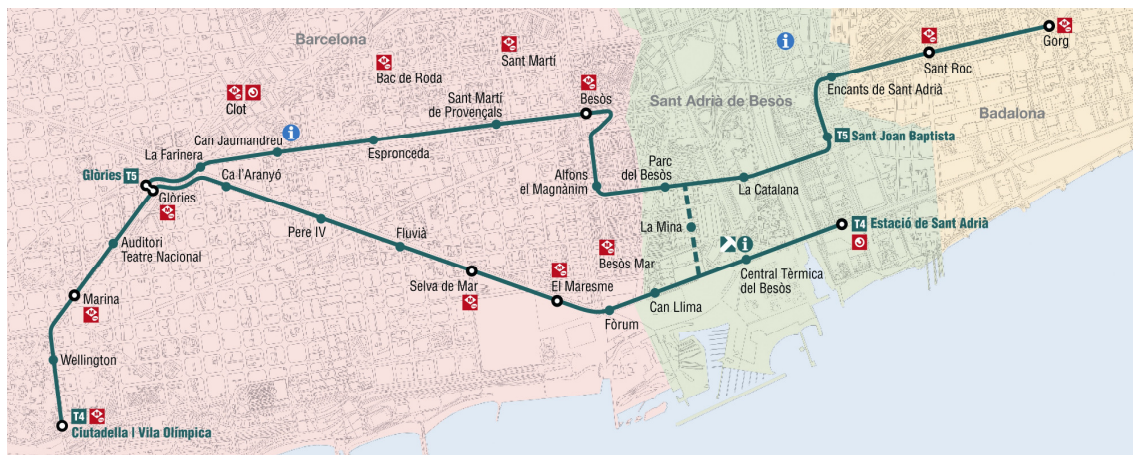 Barcelona
Sant Martí
Bac de Roda
Clot
Sant Martí
de Provençals
Besòs
Sant Adrià de Besòs
Sant Roc
Gorg
Badalona
Encants de Sant Adrià
T5 Sant Joan Baptista
Can Jaumandreu
Espronceda
La Farinera
Glòries T5
Ca l'Aranyó
Glòries
Alfons
el Magnànim
Parc
del Besòs
La Catalana
Pere IV
Fluvià
La Mina
T4 Estació de Sant Adrià
Auditori
Teatre Nacional
Besòs Mar
Selva de Mar
El Maresme
Central Tèrmica
del Besòs
Marina
Can Llima
Fòrum
Wellington
T4
Ciutadella | Vila Olímpica